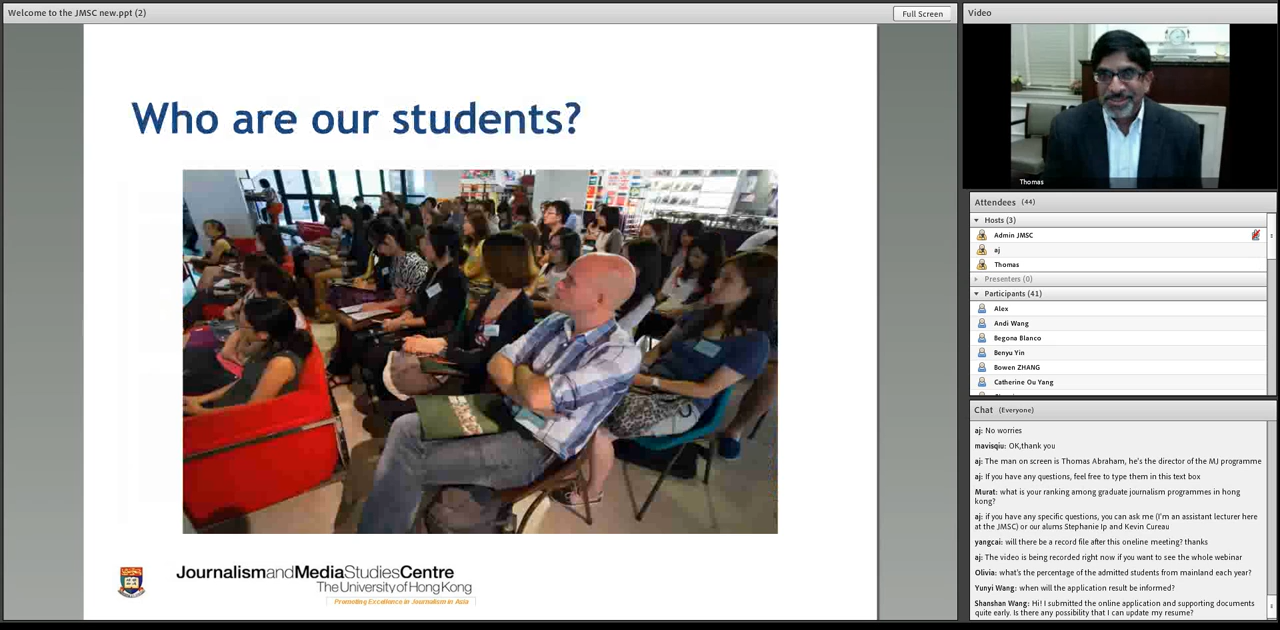 Welcome to the JMSC new.ppt (2)
Full Screen
Who are our students?
JournalismandMediaStudiesCentre
The University of Hong Kong
Promoting Excellence in Journalism in Asia
Video
Thomas
Attendees (44)
Hosts (3)
Admin JMSC
aj
Thomas
Presenters (0)
Participants (41)
Alex
Andi Wang
Begona Blanco
Benyu Yin
Bowen ZHANG
Catherine Ou Yang
Chat (Everyone)
aj: No worries
mavisqiu: OK,thank you
aj: The man on screen is Thomas Abraham, he's the director of the MJ programme
aj: If you have any questions, feel free to type them in this text box
Murat: what is your ranking among graduate journalism programmes in hong
kong?
aj: if you have any specific questions, you can ask me (I'm an assistant lecturer here
at the JMSC) or our alums Stephanie Ip and Kevin Cureau
yangcai: will there be a record file after this oneline meeting? thanks
aj: The video is being recorded right now if you want to see the whole webinar
Olivia: what's the percentage of the admitted students from mainland each year?
Yunyi Wang: when will the application result be informed?
Shanshan Wang: Hi! I submitted the online application and supporting documents
quite early. Is there any possibility that I can update my resume?